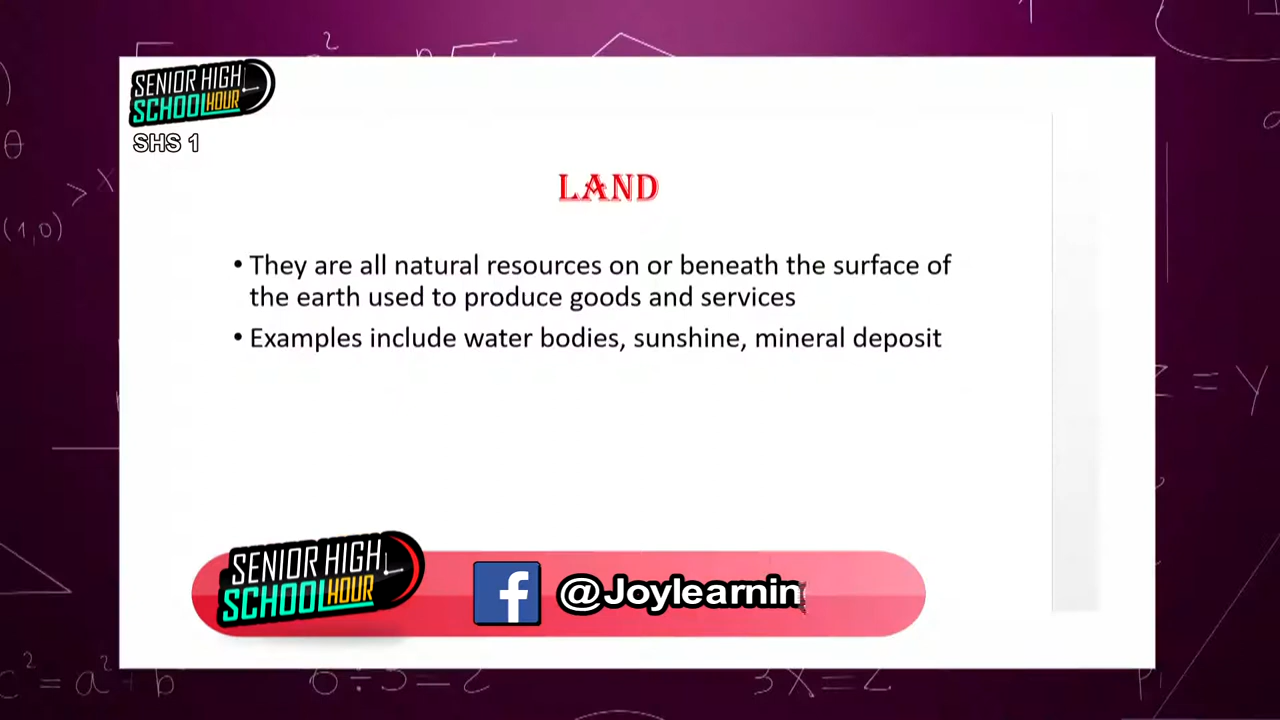 SENIOR HIGH
SCHOOL HOUR
SHS 1
LAND
• They are all natural resources on or beneath the surface of
the earth used to produce goods and services
• Examples include water bodies, sunshine, mineral deposit
SENIOR HIGH
SCHOOL HOUR
@Joylearnin